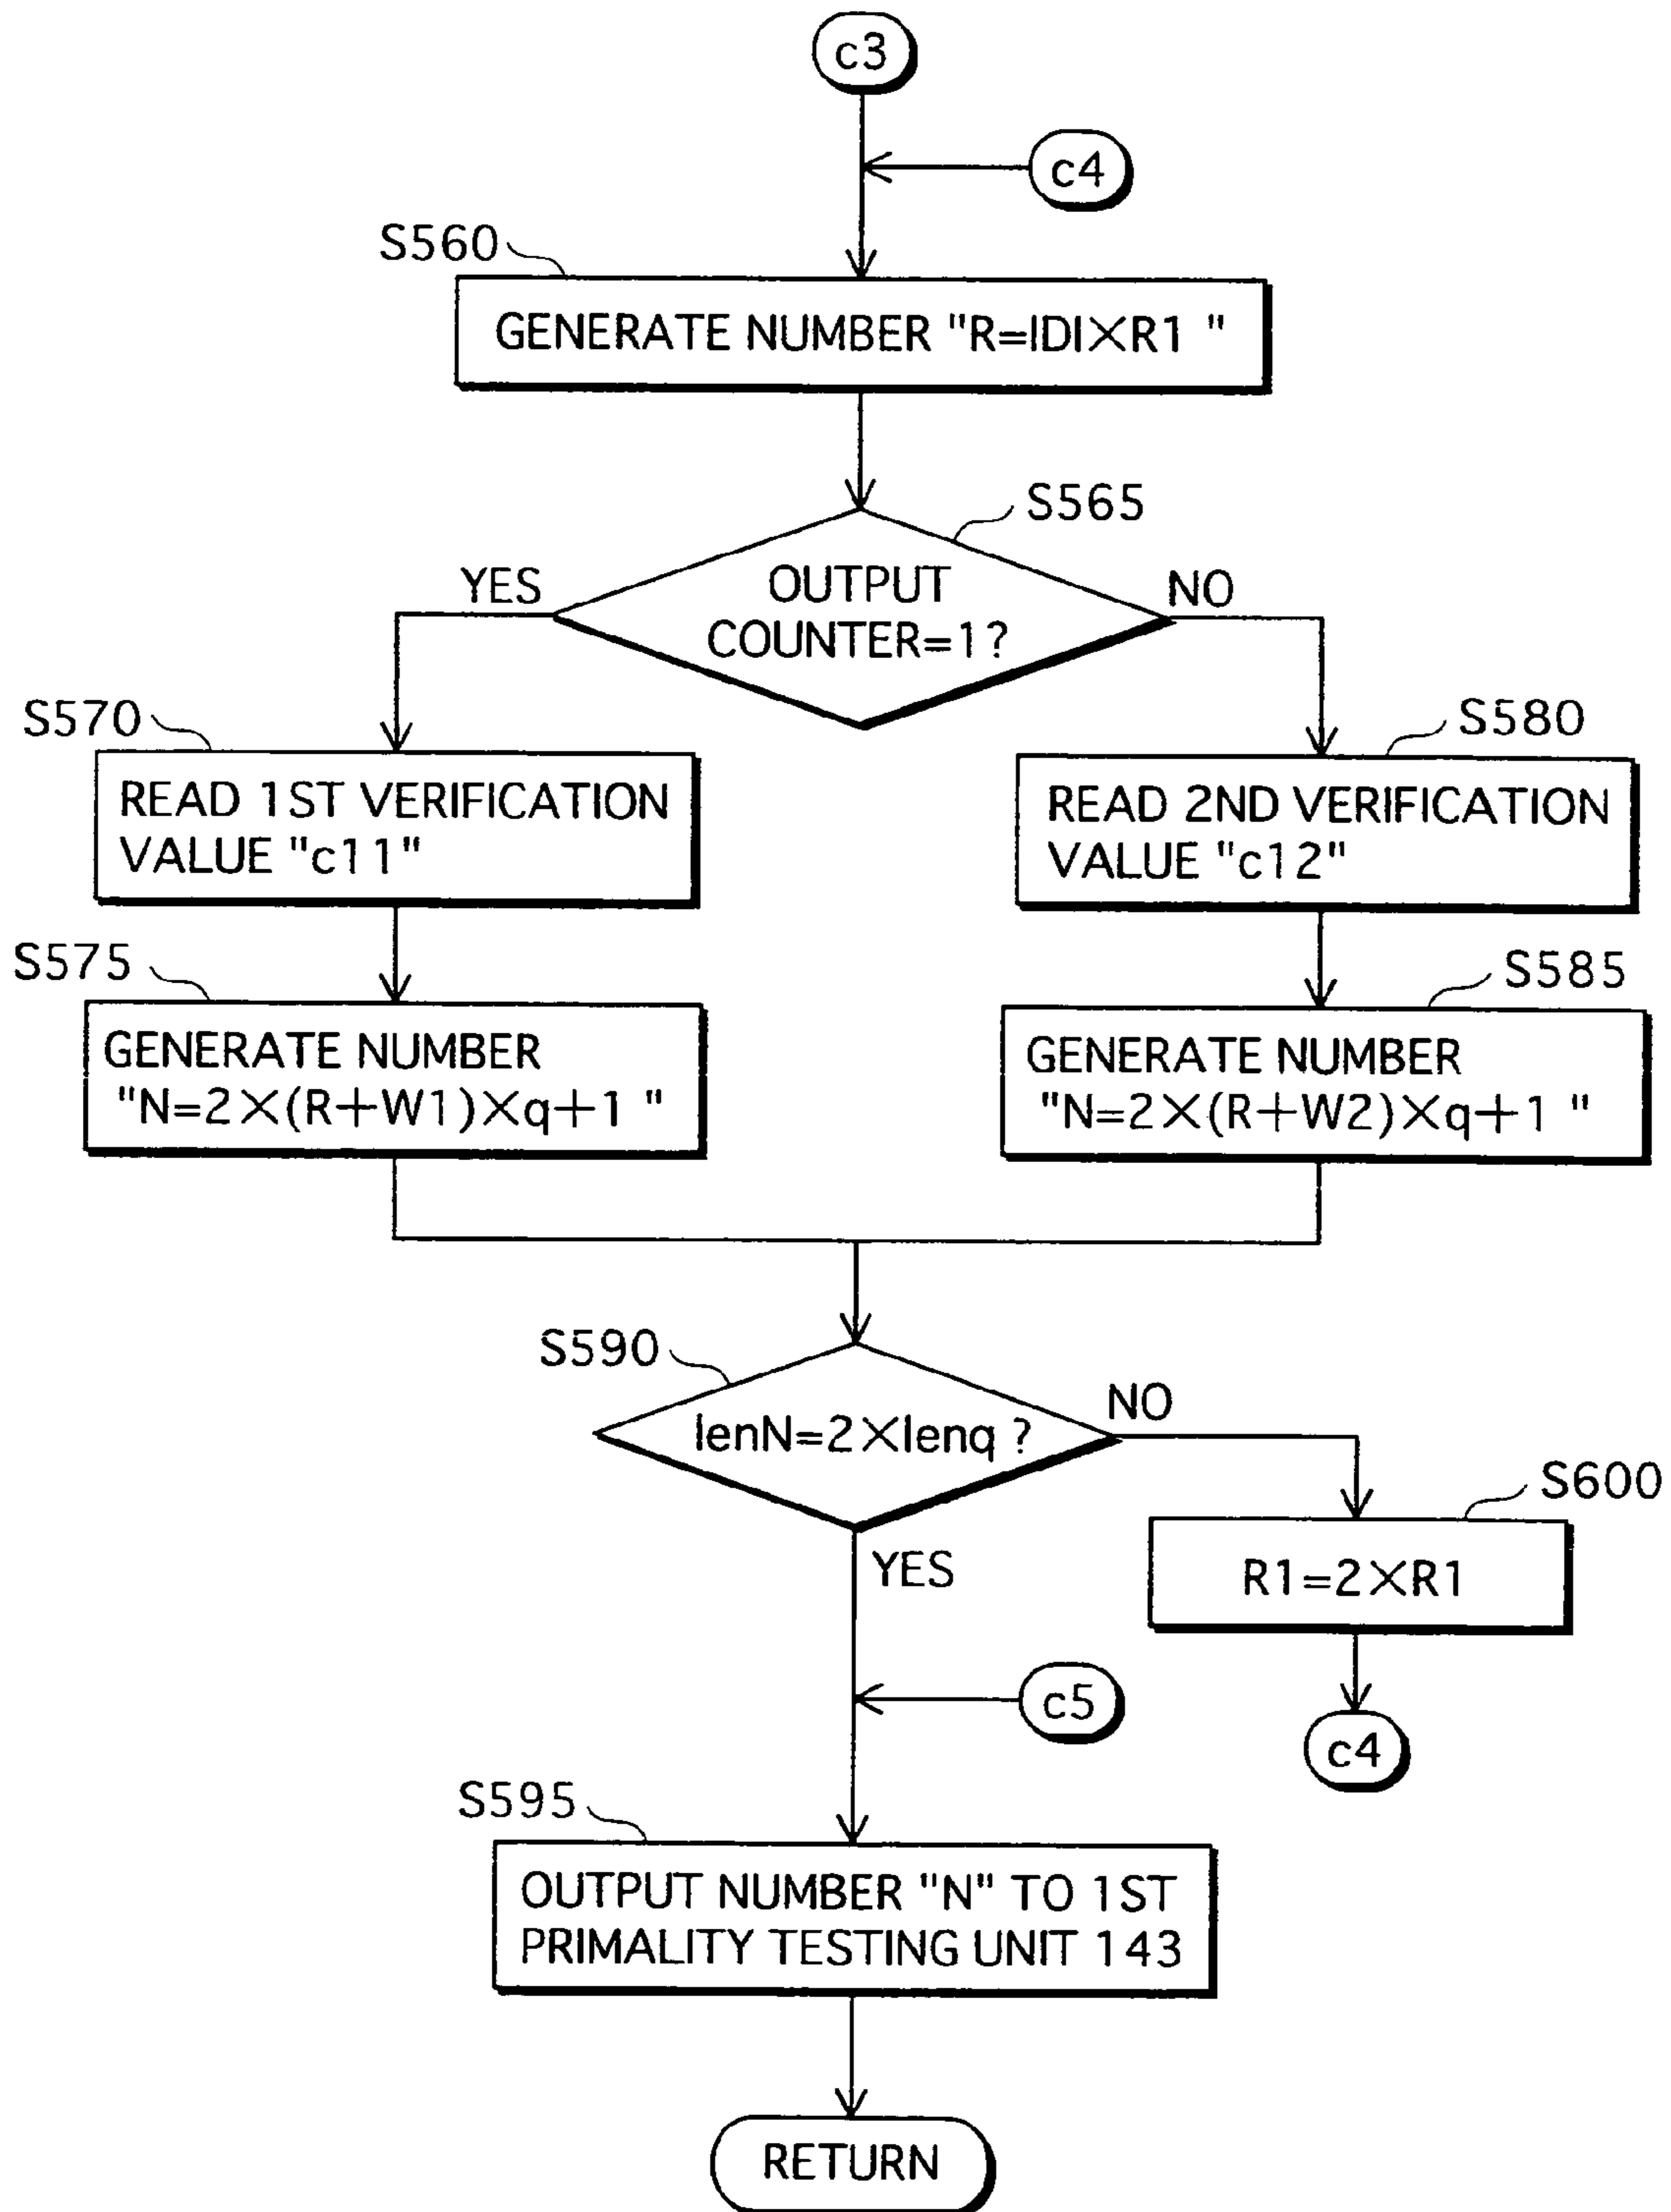 c3
c4
S560
GENERATE NUMBER "R=IDI×R1 "
S565
YES
OUTPUT
COUNTER=1?
NO
S570
READ 1ST VERIFICATION
VALUE "c11"
S580
READ 2ND VERIFICATION
VALUE "c12"
S575
GENERATE NUMBER
"N=2×(R+W1)×q+1 "
S585
GENERATE NUMBER
"N=2×(R+W2)×q+1 "
S590
lenN=2×lenq ?
NO
YES
S600
R1=2×R1
c5
c4
S595
OUTPUT NUMBER "N" TO 1ST
PRIMALITY TESTING UNIT 143
RETURN